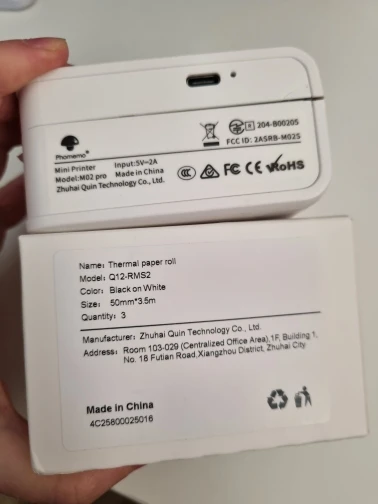 Phomemo®
Mini Printer Input:5V⎓2A
Model:M02 pro Made in China
Zhuhai Quin Technology Co., Ltd.
R 204-B00205
FCC ID: 2ASRB-M02S
CCC FC CE RoHS
Name: Thermal paper roll
Model: Q12-RMS2
Color: Black on White
Size: 50mm*3.5m
Quantity: 3
Manufacturer: Zhuhai Quin Technology Co., Ltd.
Address: Room 103-029 (Centralized Office Area),1F, Building 1,
No. 18 Futian Road,Xiangzhou District, Zhuhai City
Made in China
4C25800025016